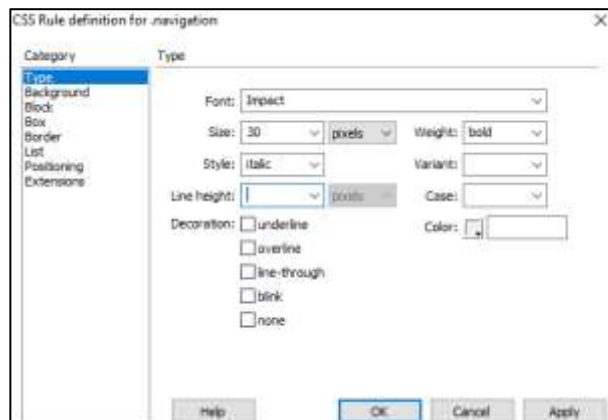 CSS Rule definition for .navigation
Category
Type
Type
Background
Block
Box
Border
List
Positioning
Extensions
Font: Impact
Size: 30 pixels Weight: bold
Style: italic Variant:
Line height: pixels Case:
Decoration: underline Color:
overline
line-through
blink
none
Help OK Cancel Apply